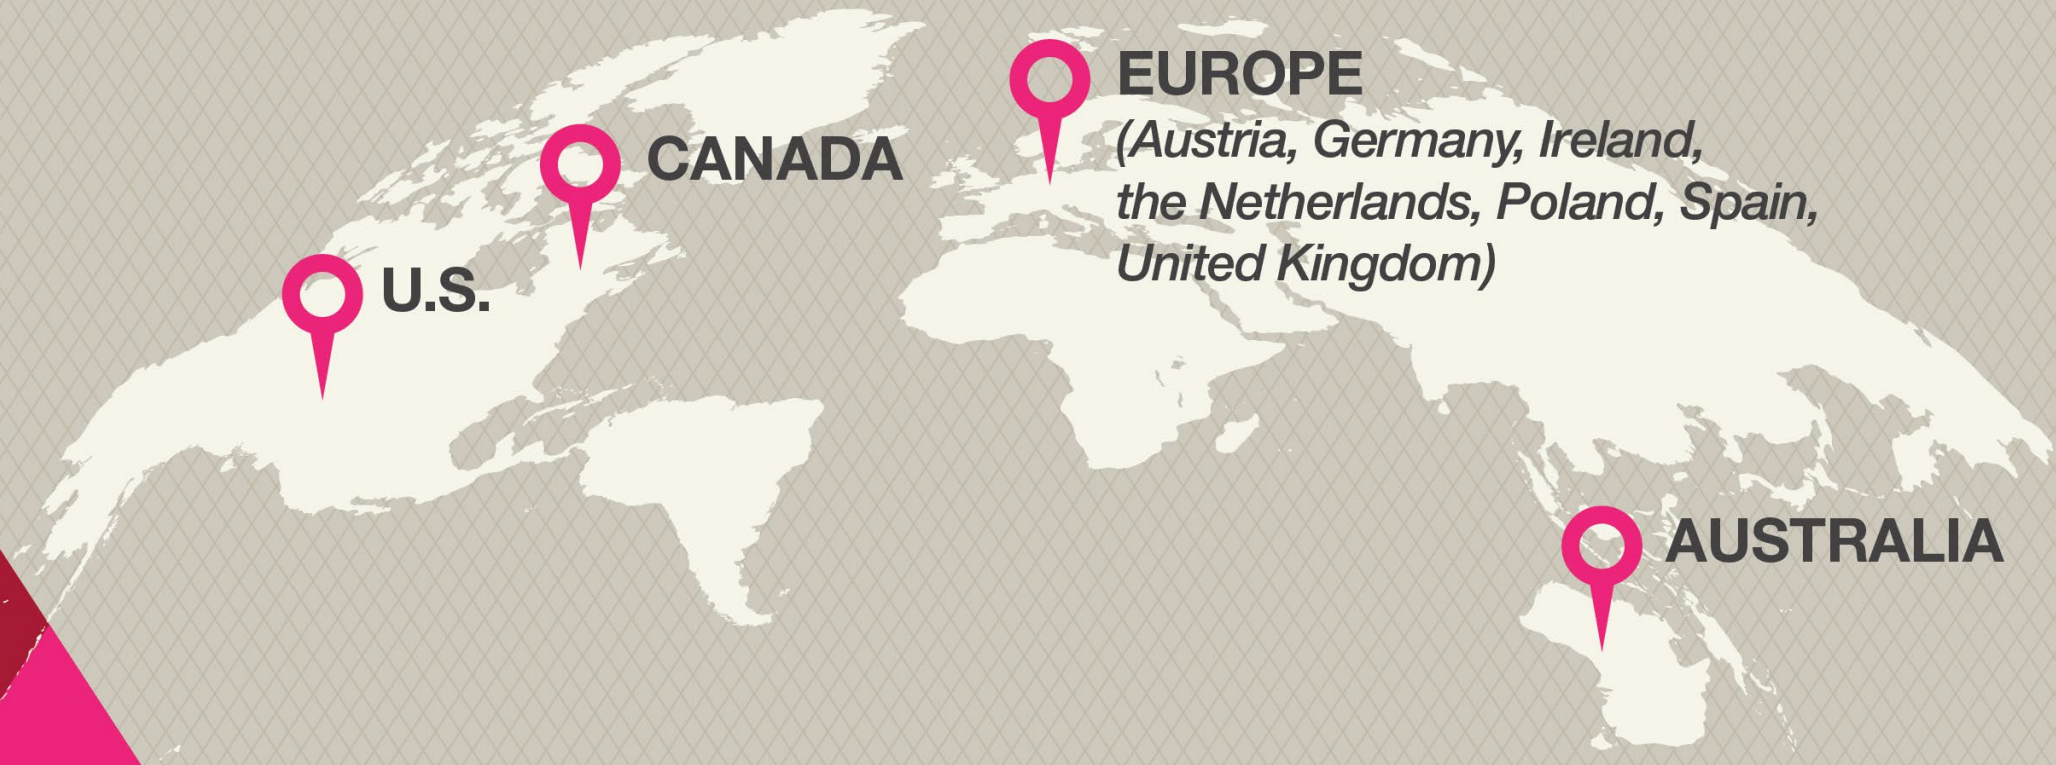 EUROPE
(Austria, Germany, Ireland,
the Netherlands, Poland, Spain,
United Kingdom)
CANADA
U.S.
AUSTRALIA